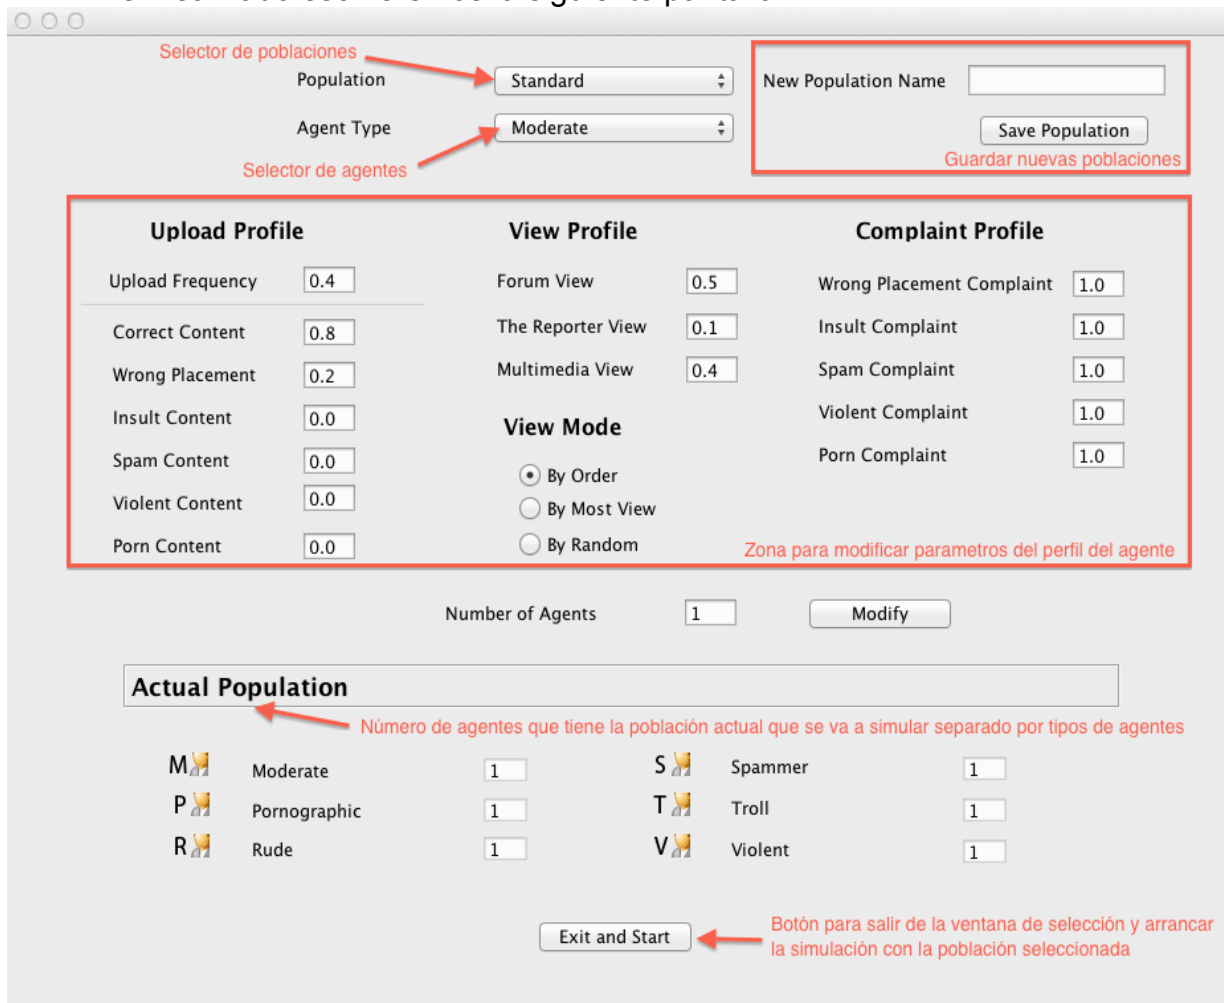 Selector de poblaciones
Population
Standard
New Population Name
Agent Type
Moderate
Save Population
Selector de agentes
Guardar nuevas poblaciones
Upload Profile
View Profile
Complaint Profile
Upload Frequency 0.4
Forum View 0.5
Wrong Placement Complaint 1.0
Correct Content 0.8
The Reporter View 0.1
Insult Complaint 1.0
Wrong Placement 0.2
Multimedia View 0.4
Spam Complaint 1.0
Insult Content 0.0
View Mode
Violent Complaint 1.0
Spam Content 0.0
By Order
Porn Complaint 1.0
Violent Content 0.0
By Most View
Porn Content 0.0
By Random
Zona para modificar parametros del perfil del agente
Number of Agents 1
Modify
Actual Population
Número de agentes que tiene la población actual que se va a simular separado por tipos de agentes
M Moderate 1
S Spammer 1
P Pornographic 1
T Troll 1
R Rude 1
V Violent 1
Exit and Start
Botón para salir de la ventana de selección y arrancar
la simulación con la población seleccionada